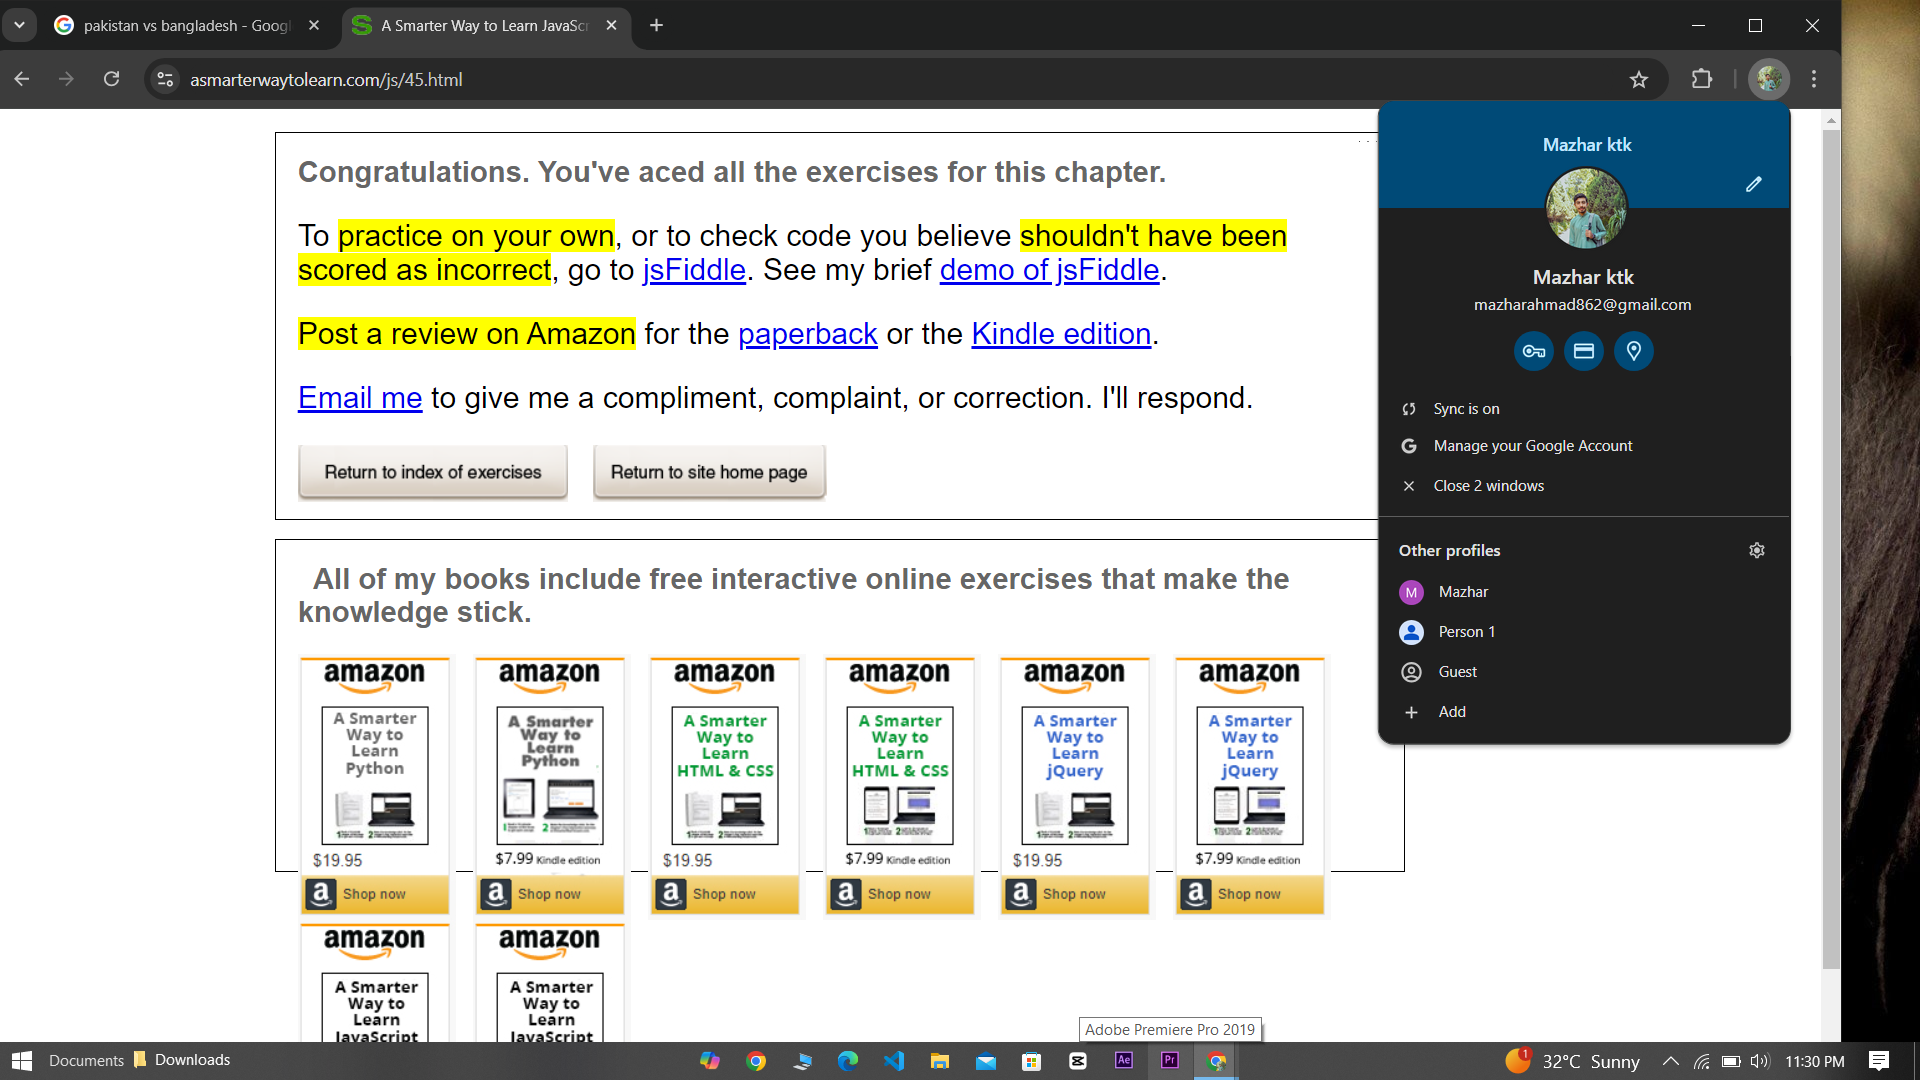 pakistan vs bangladesh - Googl
A Smarter Way to Learn JavaScr
asmarterwaytolearn.com/js/45.html
Congratulations. You've aced all the exercises for this chapter.
To practice on your own, or to check code you believe shouldn't have been
scored as incorrect, go to jsFiddle. See my brief demo of jsFiddle.
Post a review on Amazon for the paperback or the Kindle edition.
Email me to give me a compliment, complaint, or correction. I'll respond.
Return to index of exercises
Return to site home page
All of my books include free interactive online exercises that make the
knowledge stick.
amazon
A Smarter
Way to
Learn
Python
$19.95
a Shop now
amazon
A Smarter
Way to
Learn
Python
$7.99 Kindle edition
a Shop now
amazon
A Smarter
Way to
Learn
HTML & CSS
$19.95
a Shop now
amazon
A Smarter
Way to
Learn
HTML & CSS
$7.99 Kindle edition
a Shop now
amazon
A Smarter
Way to
Learn
jQuery
$19.95
a Shop now
amazon
A Smarter
Way to
Learn
jQuery
$7.99 Kindle edition
a Shop now
amazon
A Smarter
Way to
Learn
JavaScript
amazon
A Smarter
Way to
Learn
JavaScript
Mazhar ktk
Mazhar ktk
mazharahmad862@gmail.com
Sync is on
G Manage your Google Account
Close 2 windows
Other profiles
M Mazhar
Person 1
Guest
Add
Adobe Premiere Pro 2019
Documents
Downloads
Ae
Pr
1
32°C Sunny
11:30 PM